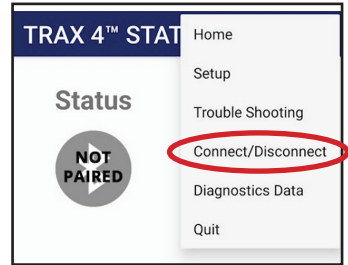 TRAX 4™ STAT
Home
Setup
Status
Trouble Shooting
NOT
PAIRED
Connect/Disconnect
Diagnostics Data
Quit